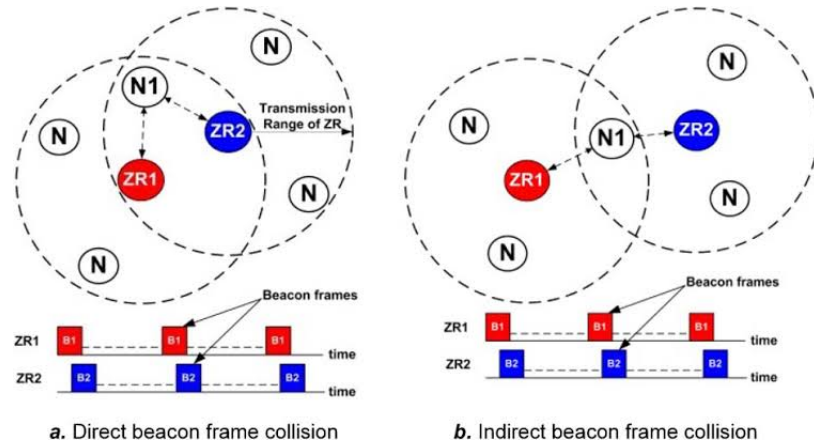 N
N1
N
ZR2
Transmission
Range of ZR
ZR1
N
N
Beacon frames
ZR1
B1
B1
B1
time
ZR2
B2
B2
B2
time
a. Direct beacon frame collision
N
N
N1
ZR2
ZR1
N
N
Beacon frames
ZR1
B1
B1
B1
time
ZR2
B2
B2
B2
time
b. Indirect beacon frame collision